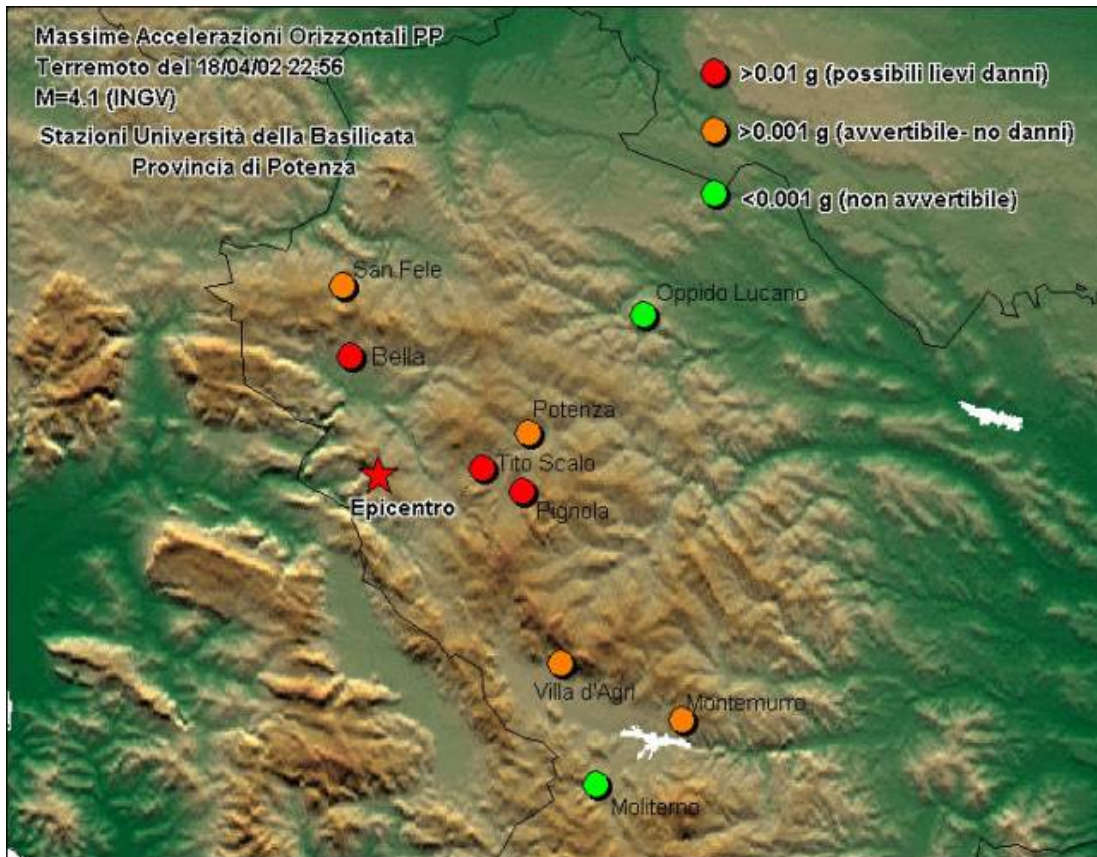 Massime Accelerazioni Orizzontali PP
Terremoto del 18/04/02 22:56
M=4.1 (INGV)
Stazioni Università della Basilicata
Provincia di Potenza
>0.01 g (possibili lievi danni)
>0.001 g (avvertibile- no danni)
<0.001 g (non avvertibile)
San Fele
Oppido Lucano
Bella
Potenza
Tito Scalo
Epicentro
Pignola
Villa d'Agri
Montemurro
Moliterno